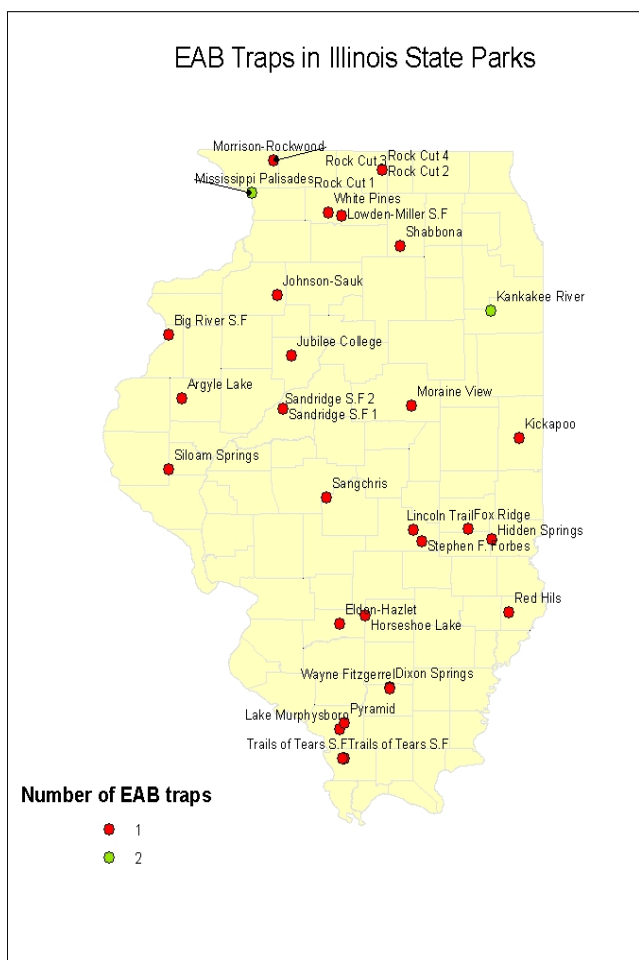 EAB Traps in Illinois State Parks
Morrison-Rockwood
Rock Cut 3
Rock Cut 4
Rock Cut 2
Mississippi Palisades
Rock Cut 1
White Pines
Lowden-Miller S.F
Shabbona
Johnson-Sauk
Kankakee River
Big River S.F
Jubilee College
Argyle Lake
Sandridge S.F 2
Sandridge S.F 1
Moraine View
Kickapoo
Siloam Springs
Sangchris
Lincoln Trail
Fox Ridge
Hidden Springs
Stephen F. Forbes
Red Hils
Eldon-Hazlet
Horseshoe Lake
Wayne Fitzgerrel
Dixon Springs
Lake Murphysboro
Pyramid
Trails of Tears S.F
Trails of Tears S.F
Number of EAB traps
1
2